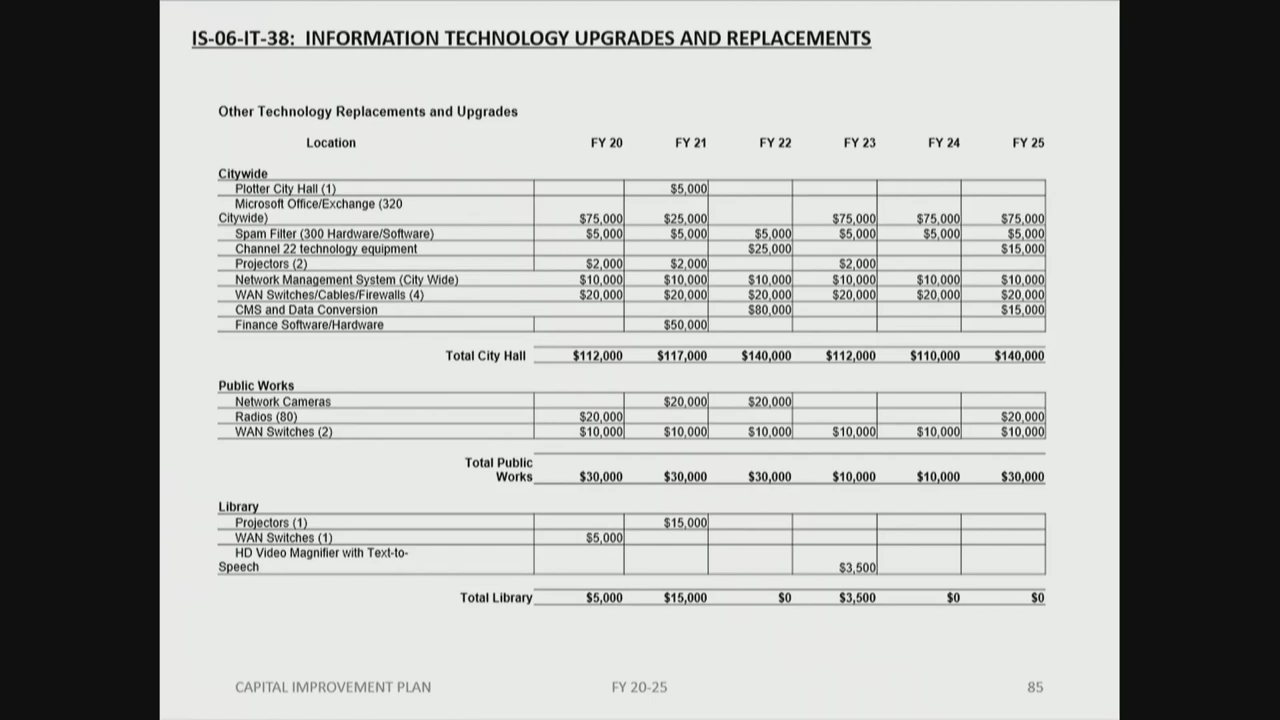 IS-06-IT-38: INFORMATION TECHNOLOGY UPGRADES AND REPLACEMENTS
Other Technology Replacements and Upgrades
Location FY 20 FY 21 FY 22 FY 23 FY 24 FY 25
Citywide
Plotter City Hall (1) $5,000
Microsoft Office/Exchange (320
Citywide) $75,000 $25,000 $75,000 $75,000 $75,000
Spam Filter (300 Hardware/Software) $5,000 $5,000 $5,000 $5,000 $5,000 $5,000
Channel 22 technology equipment $25,000 $15,000
Projectors (2) $2,000 $2,000 $2,000
Network Management System (City Wide) $10,000 $10,000 $10,000 $10,000 $10,000 $10,000
WAN Switches/Cables/Firewalls (4) $20,000 $20,000 $20,000 $20,000 $20,000 $20,000
CMS and Data Conversion $80,000 $15,000
Finance Software/Hardware $50,000
Total City Hall $112,000 $117,000 $140,000 $112,000 $110,000 $140,000
Public Works
Network Cameras $20,000 $20,000
Radios (80) $20,000 $20,000
WAN Switches (2) $10,000 $10,000 $10,000 $10,000 $10,000 $10,000
Total Public
Works $30,000 $30,000 $30,000 $10,000 $10,000 $30,000
Library
Projectors (1) $15,000
WAN Switches (1) $5,000
HD Video Magnifier with Text-to-
Speech $3,500
Total Library $5,000 $15,000 $0 $3,500 $0 $0
CAPITAL IMPROVEMENT PLAN FY 20-25 85